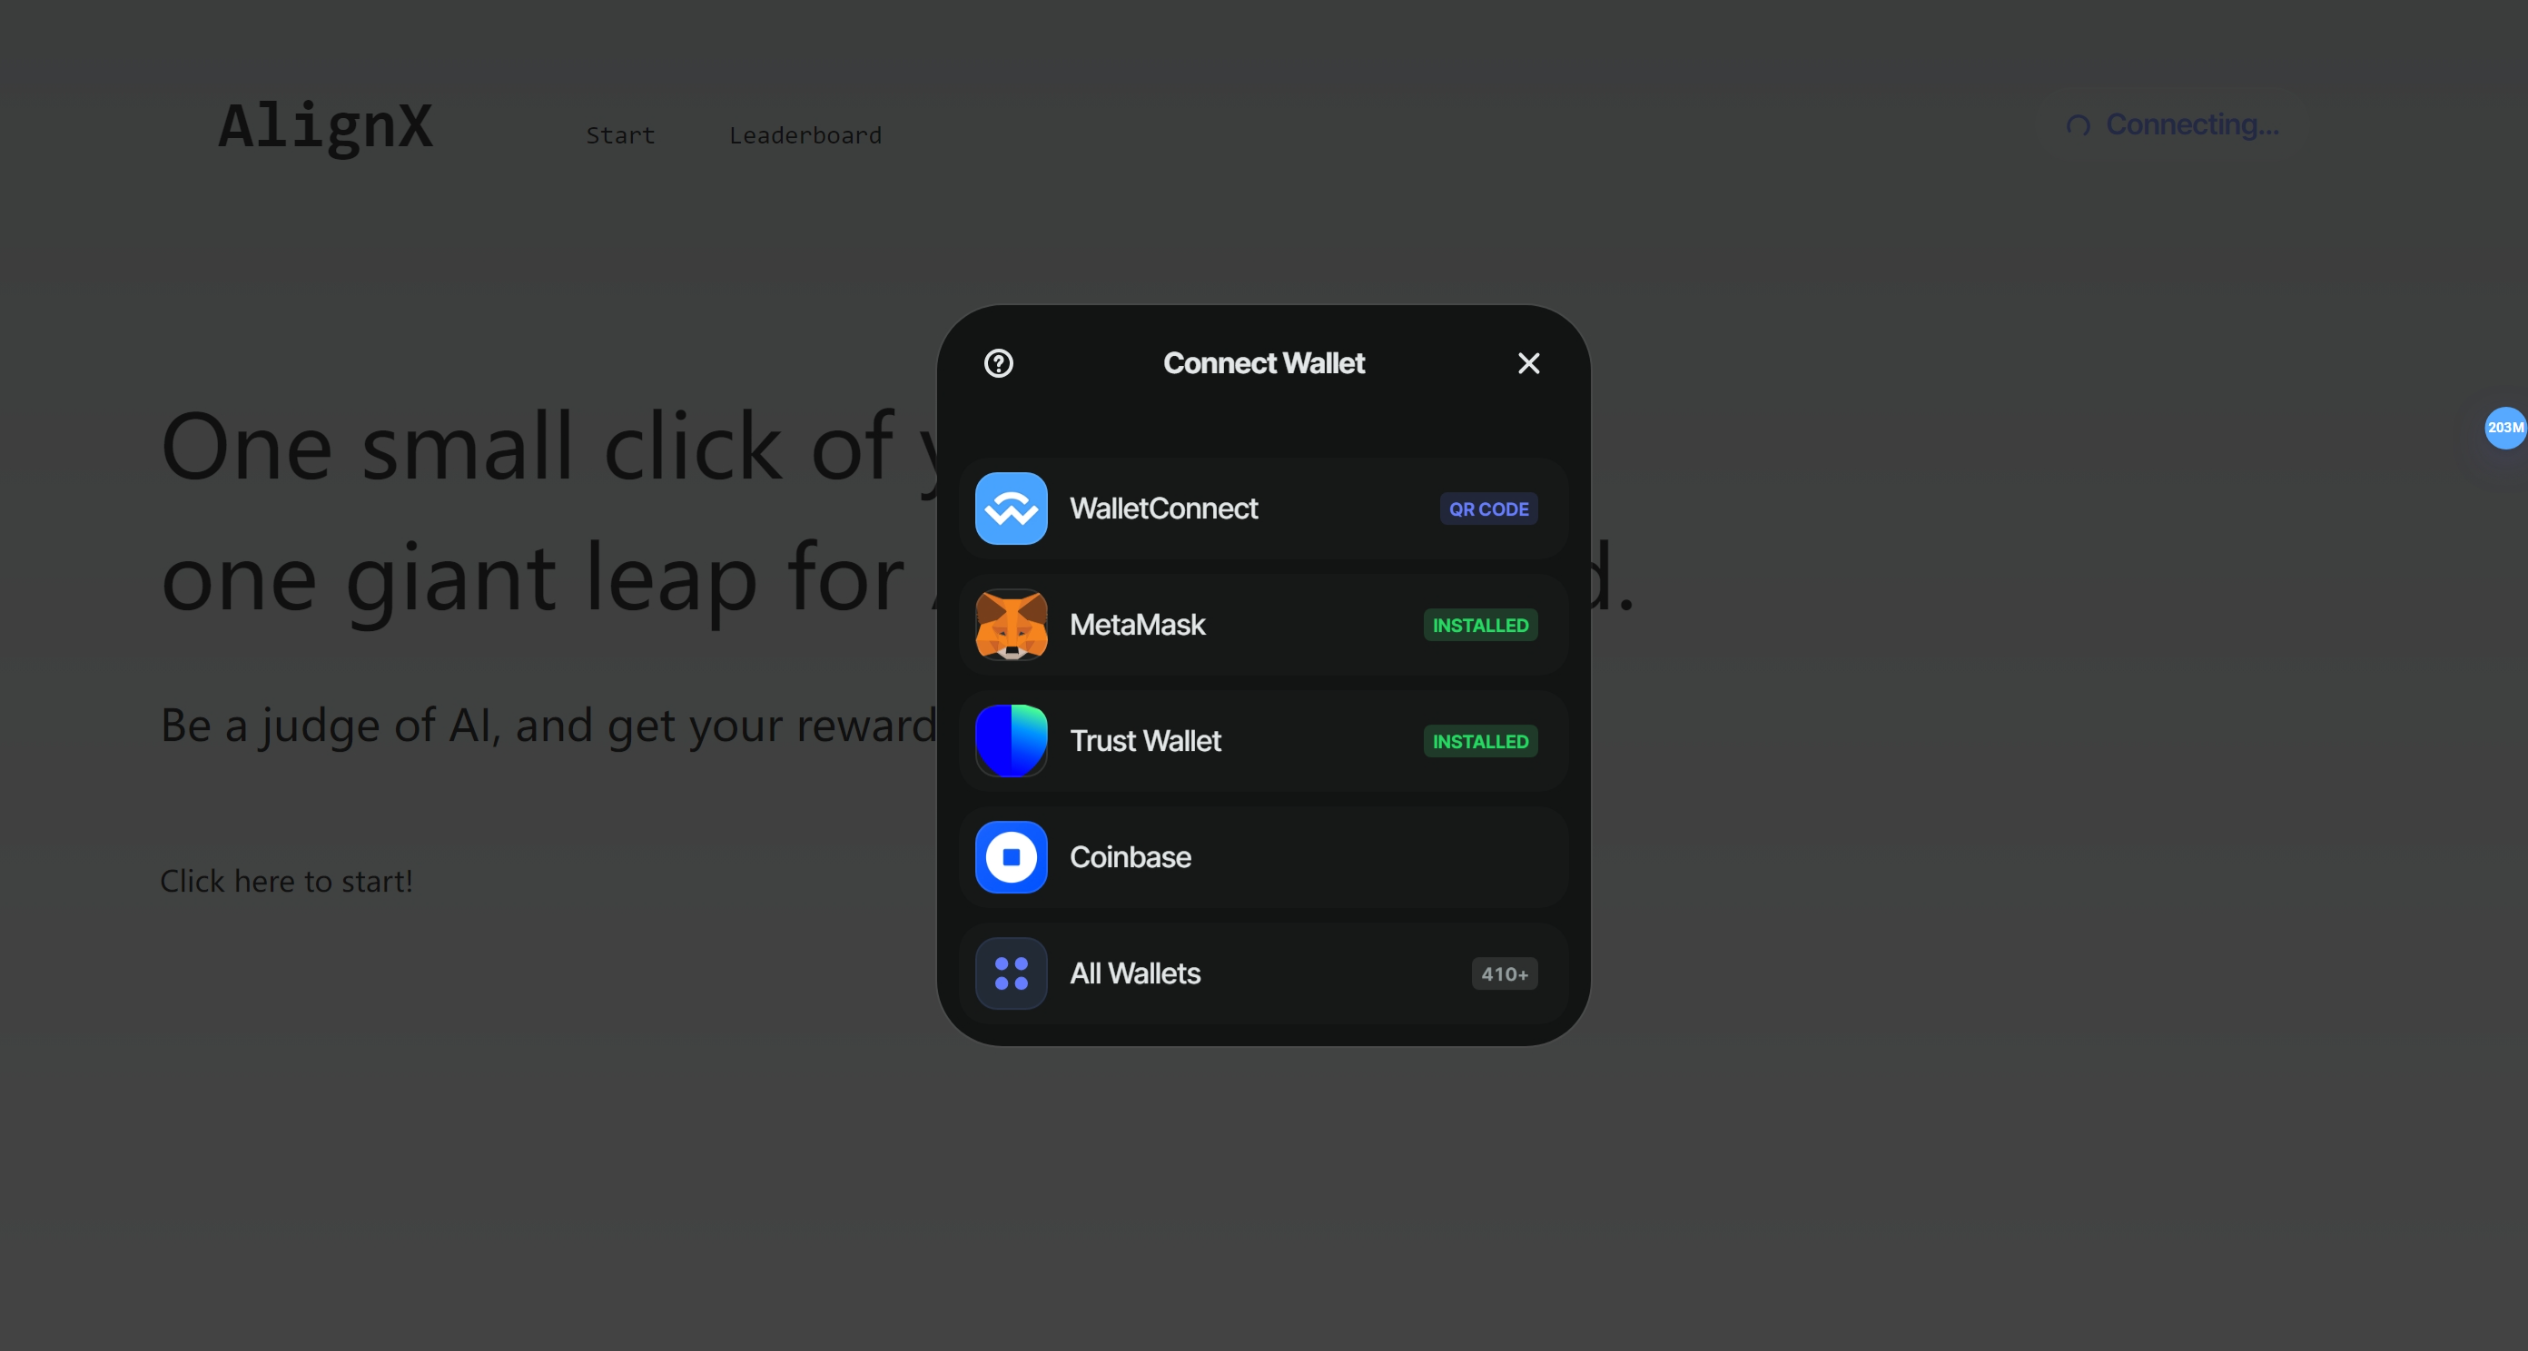 AlignX
Start
Leaderboard
Connecting...
One small click of
one giant leap for
d.
Be a judge of AI, and get your reward
Click here to start!
Connect Wallet
WalletConnect
QR CODE
MetaMask
INSTALLED
Trust Wallet
INSTALLED
Coinbase
All Wallets
410+
203M